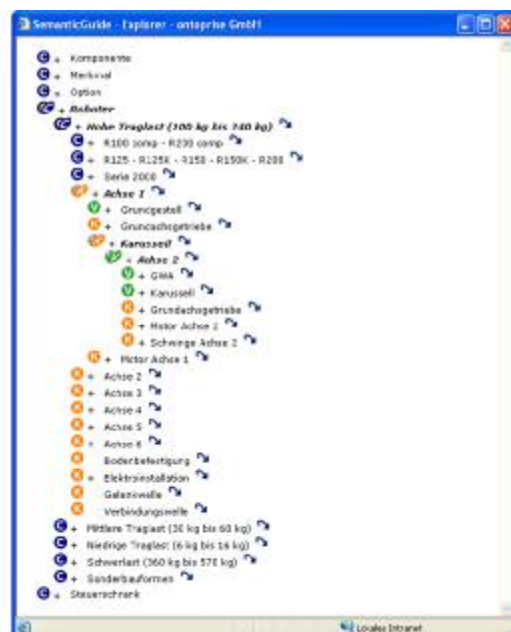 SemanticGuide - Explorer - ontoprise GmbH
C + Komponente
C + Merkmal
C + Option
+ Roboter
+ Hohe Traglast (100 kg bis 240 kg)
C + R100 comp - R230 comp
C + R125 - R125K - R150 - R150K - R200
C + Serie 2000
+ Achse 1
V + Grundgestell
K + Grundachsgetriebe
+ Karussell
+ Achse 2
V + GWA
V + Karussell
K + Grundachsgetriebe
K + Motor Achse 2
K + Schwinge Achse 2
K + Motor Achse 1
K + Achse 2
K + Achse 3
K + Achse 4
K + Achse 5
K + Achse 6
K Bodenbefestigung
K + Elektroinstallation
K Gelenkwelle
K Verbindungswelle
C + Mittlere Traglast (30 kg bis 60 kg)
C + Niedrige Traglast (6 kg bis 16 kg)
C + Schwerlast (360 kg bis 570 kg)
C + Sonderbauformen
C + Steuerschrank
Lokales Intranet